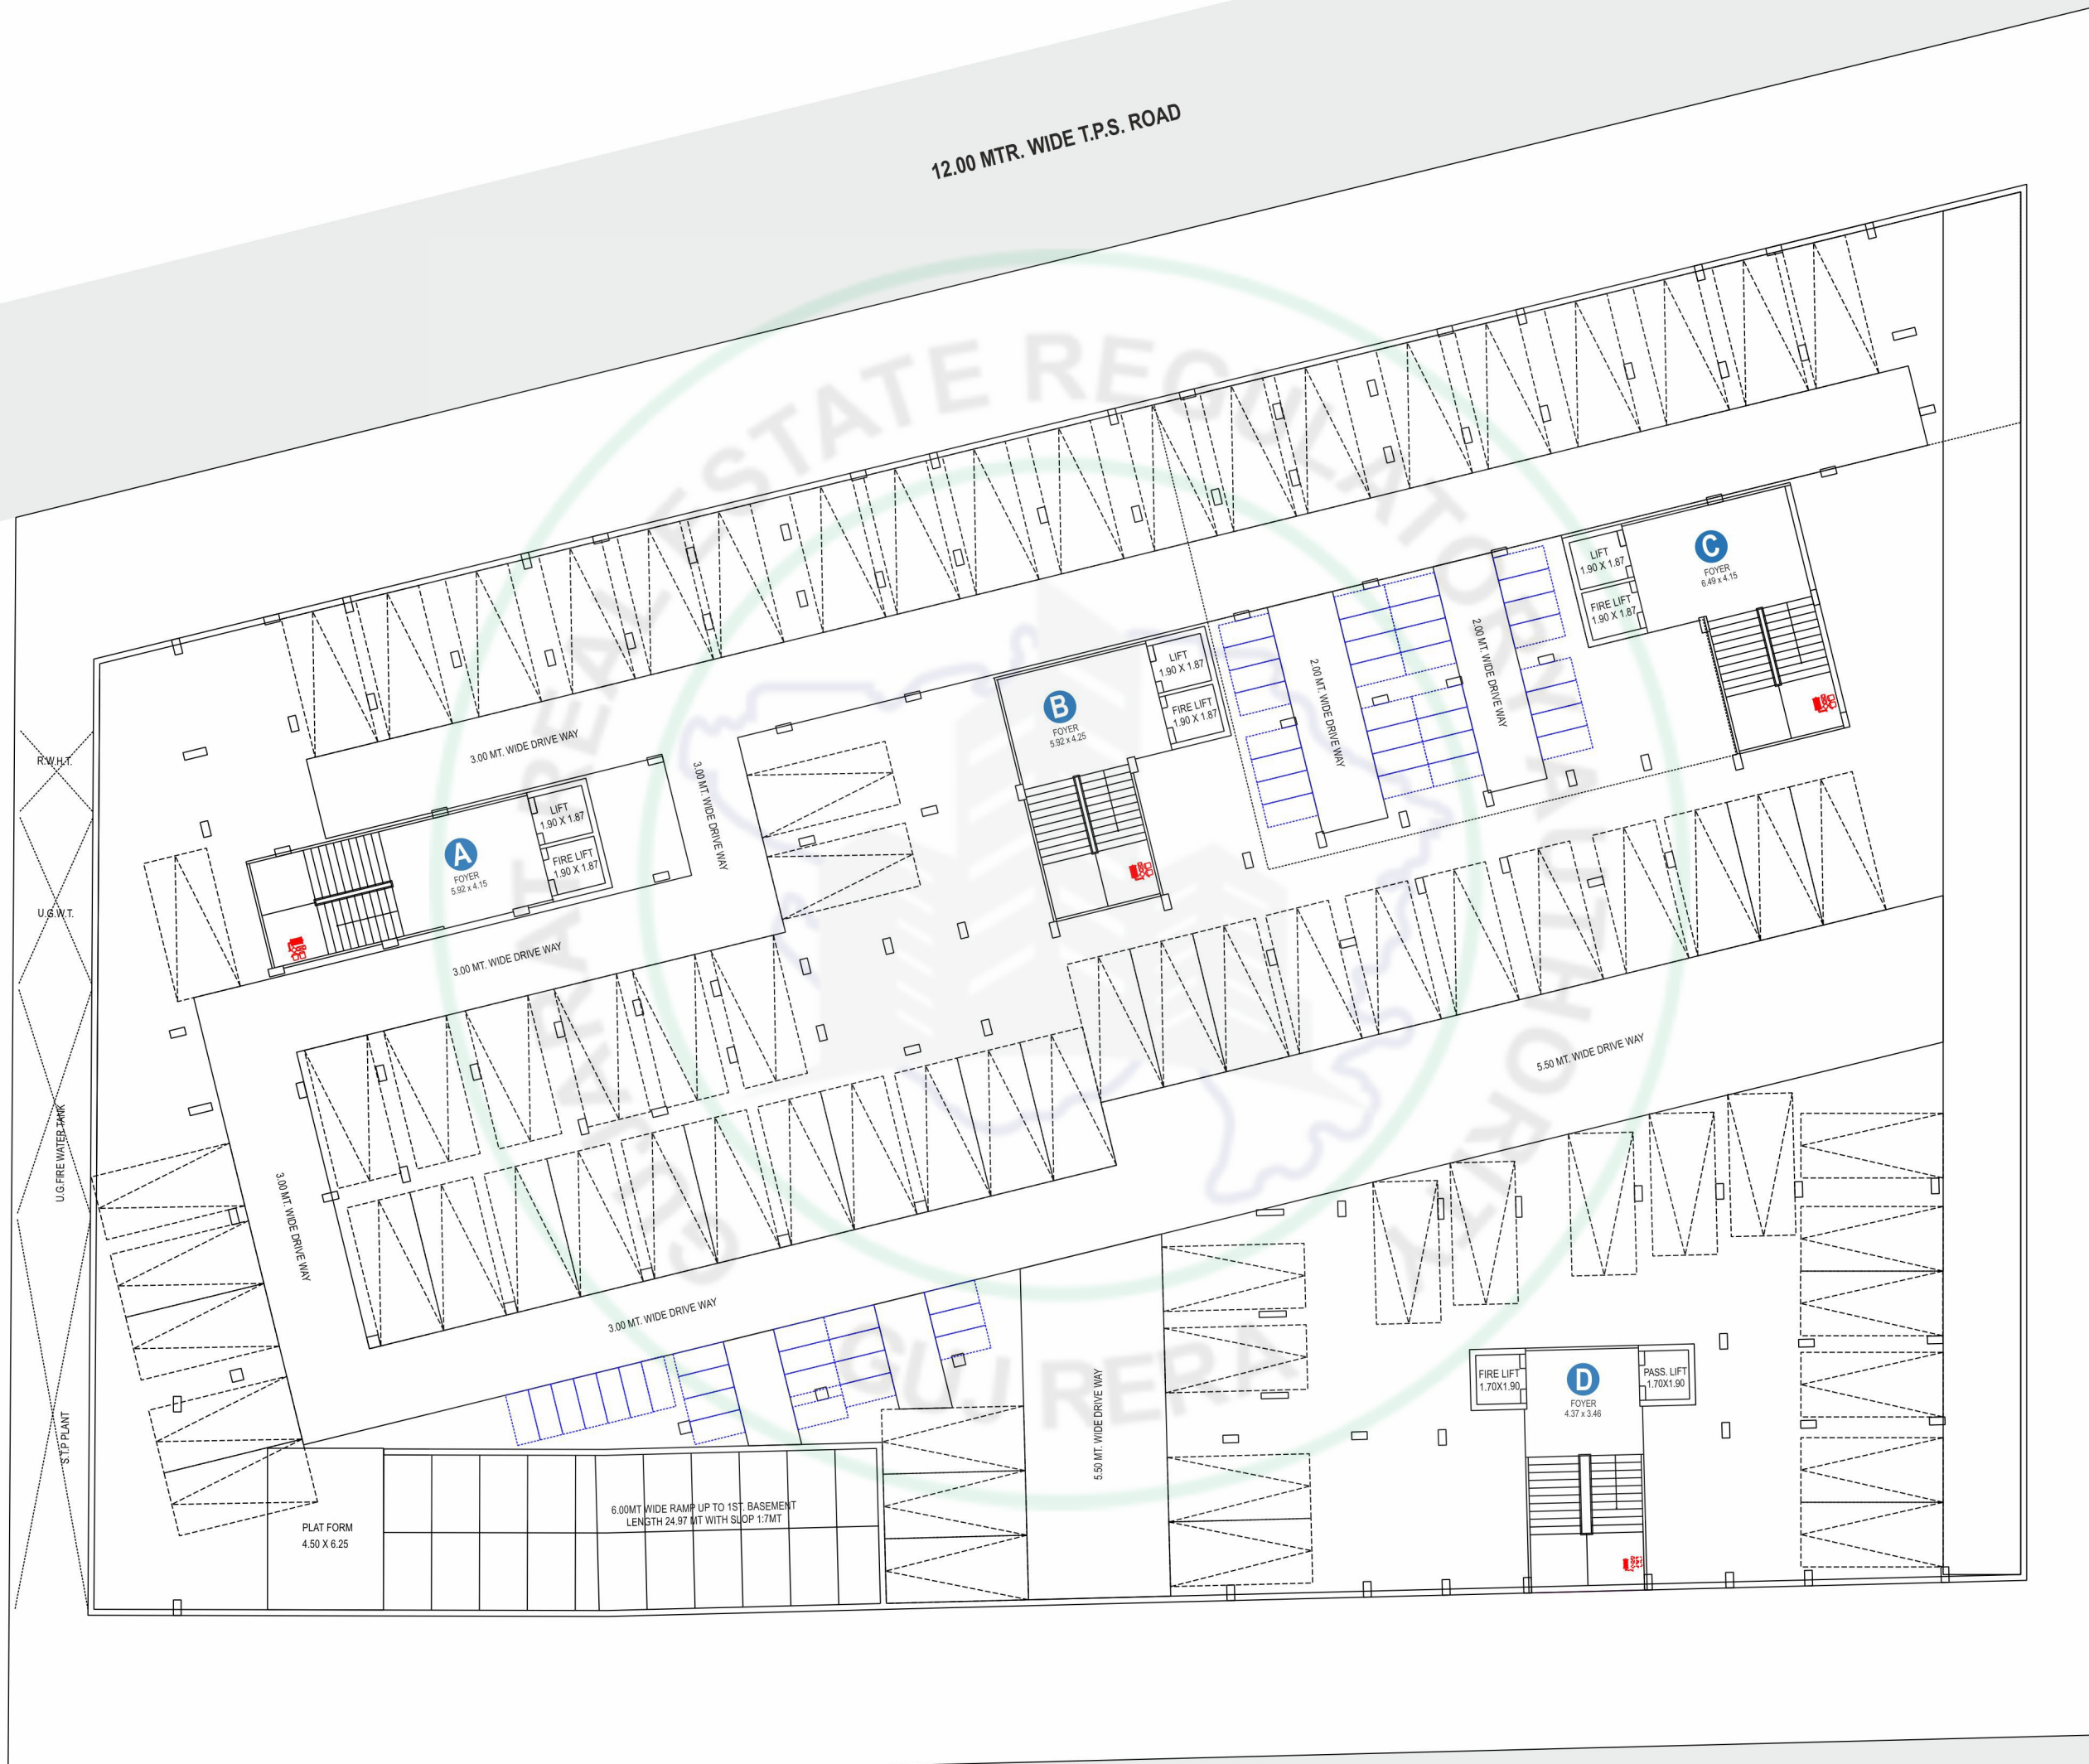 12.00 MTR. WIDE T.P.S. ROAD
GUJARAT REAL ESTATE REGULATORY AUTHORITY
GUJ RERA
R.W.H.T.
U.G.W.T.
U.G.FIRE WATER TANK
S.T.P PLANT
3.00 MT. WIDE DRIVE WAY
3.00 MT. WIDE DRIVE WAY
A
FOYER
5.92 x 4.15
LIFT
1.90 X 1.87
FIRE LIFT
1.90 X 1.87
3.00 MT. WIDE DRIVE WAY
3.00 MT. WIDE DRIVE WAY
3.00 MT. WIDE DRIVE WAY
B
FOYER
5.92 x 4.25
LIFT
1.90 X 1.87
FIRE LIFT
1.90 X 1.87
2.00 MT. WIDE DRIVE WAY
2.00 MT. WIDE DRIVE WAY
LIFT
1.90 X 1.87
FIRE LIFT
1.90 X 1.87
C
FOYER
6.49 x 4.15
5.50 MT. WIDE DRIVE WAY
5.50 MT. WIDE DRIVE WAY
FIRE LIFT
1.70X1.90
D
FOYER
4.37 x 3.46
PASS. LIFT
1.70X1.90
PLAT FORM
4.50 X 6.25
6.00MT WIDE RAMP UP TO 1ST. BASEMENT
LENGTH 24.97 MT WITH SLOP 1:7MT